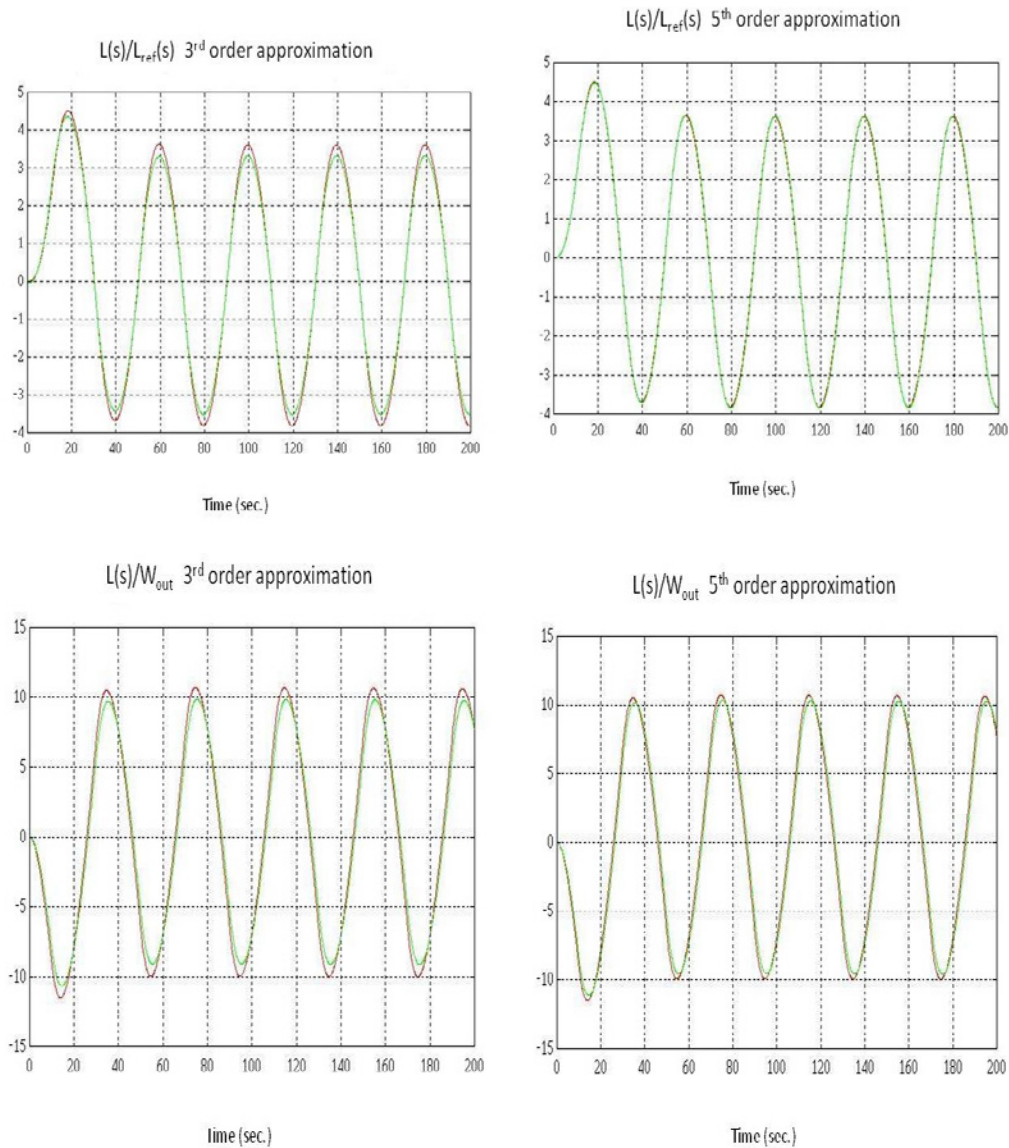 L(s)/Lref(s) 3rd order approximation
5
4
3
2
1
0
-1
-2
-3
-4
0 20 40 60 80 100 120 140 160 180 200
Time (sec.)
L(s)/Lref(s) 5th order approximation
5
4
3
2
1
0
-1
-2
-3
-4
0 20 40 60 80 100 120 140 160 180 200
Time (sec.)
L(s)/Wout 3rd order approximation
15
10
5
0
-5
-10
-15
0 20 40 60 80 100 120 140 160 180 200
Time (sec.)
L(s)/Wout 5th order approximation
15
10
5
0
-5
-10
-15
0 20 40 60 80 100 120 140 160 180 200
Time (sec.)